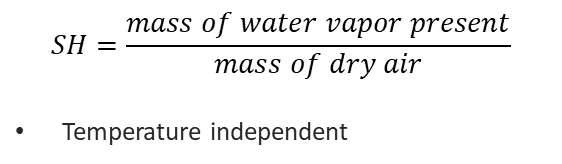 SH = mass of water vapor present / mass of dry air
• Temperature independent